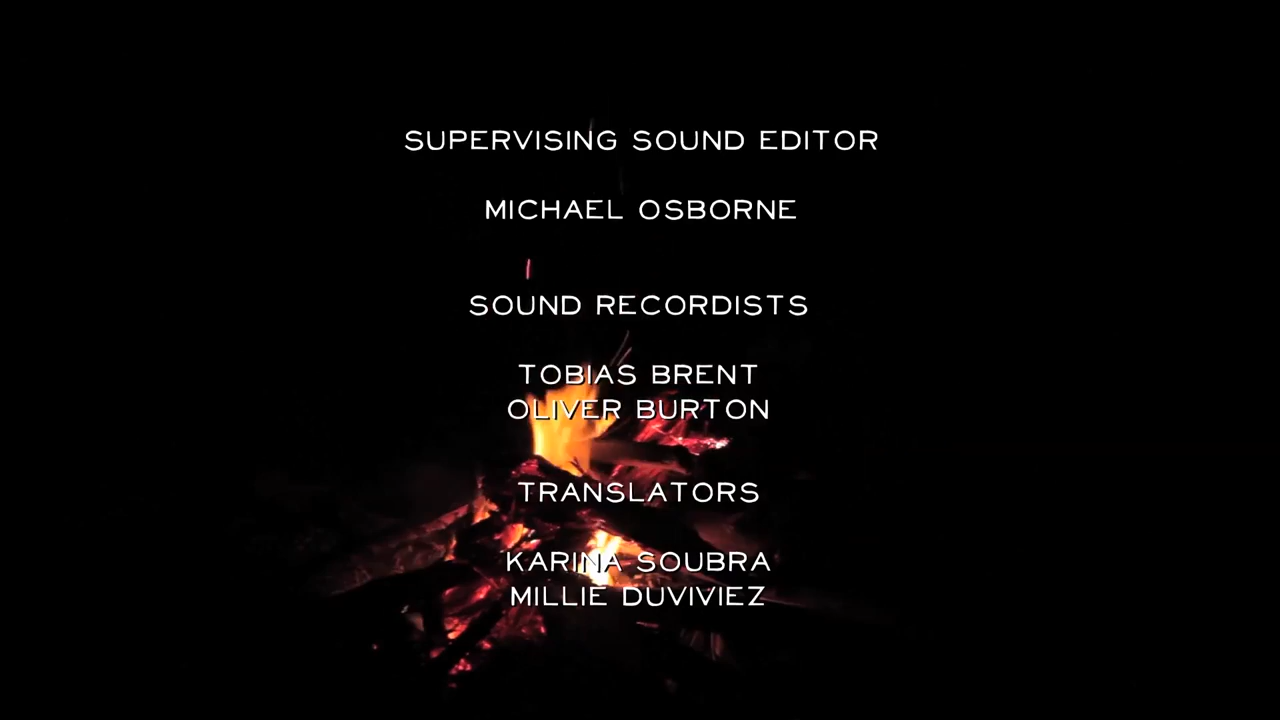 SUPERVISING SOUND EDITOR
MICHAEL OSBORNE
SOUND RECORDISTS
TOBIAS BRENT
OLIVER BURTON
TRANSLATORS
KARINA SOUBRA
MILLIE DUVIVIEZ